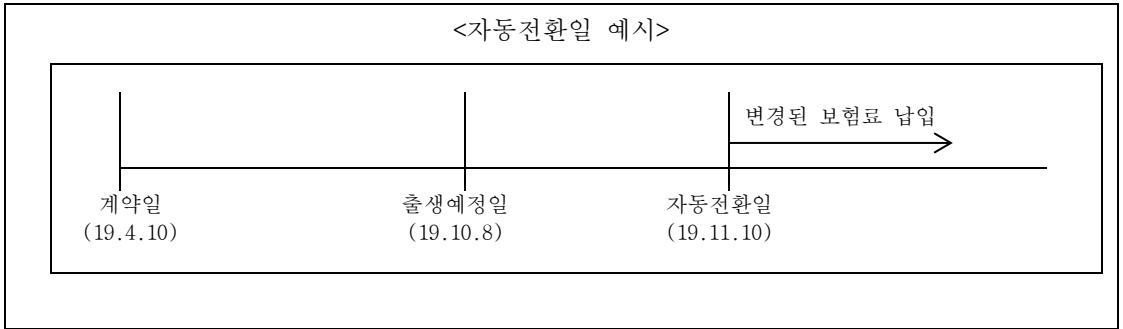 <자동전환일 예시>
변경된 보험료 납입
계약일 출생예정일 자동전환일
(19.4.10) (19.10.8) (19.11.10)